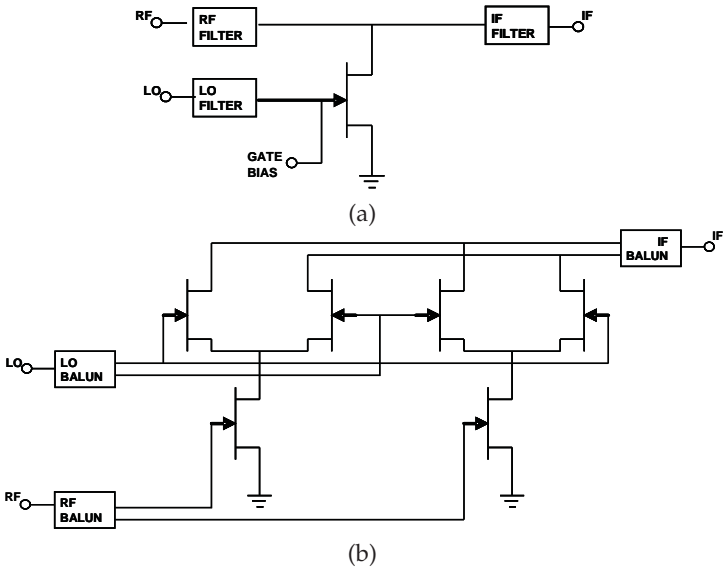 RF
RF
FILTER
IF
FILTER
IF
LO
LO
FILTER
GATE
BIAS
(a)
IF
BALUN
IF
LO
LO
BALUN
RF
RF
BALUN
(b)